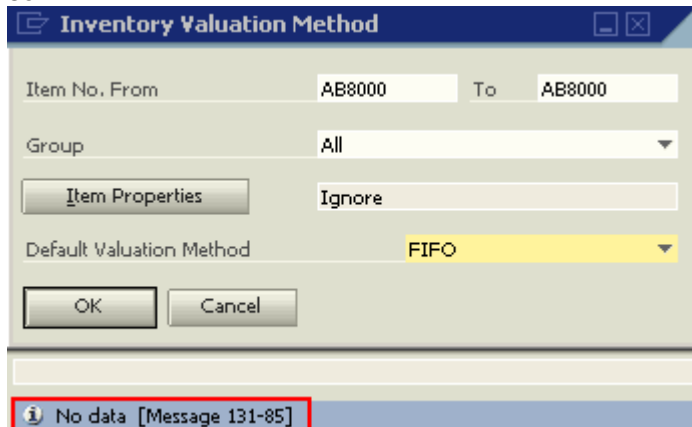 Inventory Valuation Method
Item No. From AB8000 To AB8000
Group All
Item Properties Ignore
Default Valuation Method FIFO
OK Cancel
No data [Message 131-85]